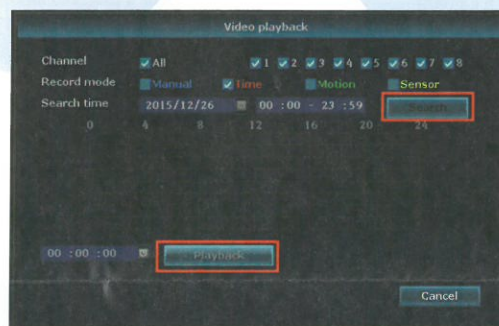 Video playback
Channel All 1 2 3 4 5 6 7 8
Record mode Manual Time Motion Sensor
Search time 2015/12/26 00 :00 - 23 :59 Search
0 4 8 12 16 20 24
00 :00 :00 Playback
Cancel